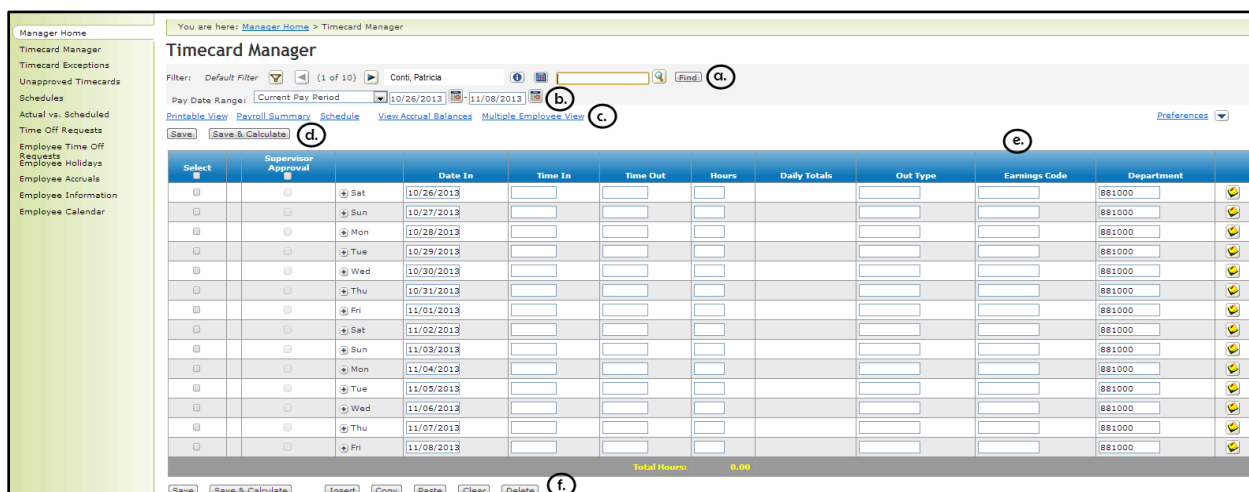 Manager Home
Timecard Manager
Timecard Exceptions
Unapproved Timecards
Schedules
Actual vs. Scheduled
Time Off Requests
Employee Time Off
Requests
Employee Holidays
Employee Accruals
Employee Information
Employee Calendar
You are here: Manager Home > Timecard Manager
Timecard Manager
Filter: Default Filter (1 of 10) Conti, Patricia Find a.
Pay Date Range: Current Pay Period 10/26/2013 - 11/08/2013 b.
Printable View Payroll Summary Schedule View Accrual Balances Multiple Employee View c. Preferences
Save Save & Calculate d.
e.
Select Supervisor Approval Date In Time In Time Out Hours Daily Totals Out Type Earnings Code Department
Sat 10/26/2013 881000
Sun 10/27/2013 881000
Mon 10/28/2013 881000
Tue 10/29/2013 881000
Wed 10/30/2013 881000
Thu 10/31/2013 881000
Fri 11/01/2013 881000
Sat 11/02/2013 881000
Sun 11/03/2013 881000
Mon 11/04/2013 881000
Tue 11/05/2013 881000
Wed 11/06/2013 881000
Thu 11/07/2013 881000
Fri 11/08/2013 881000
Total Hours: 0.00
Save Save & Calculate Insert Copy Paste Clear Delete f.